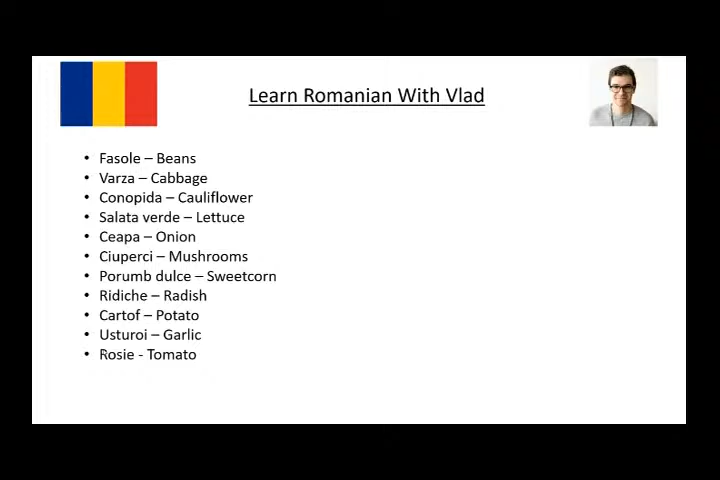 Learn Romanian With Vlad
• Fasole – Beans
• Varza – Cabbage
• Conopida – Cauliflower
• Salata verde – Lettuce
• Ceapa – Onion
• Ciuperci – Mushrooms
• Porumb dulce – Sweetcorn
• Ridiche – Radish
• Cartof – Potato
• Usturoi – Garlic
• Rosie - Tomato